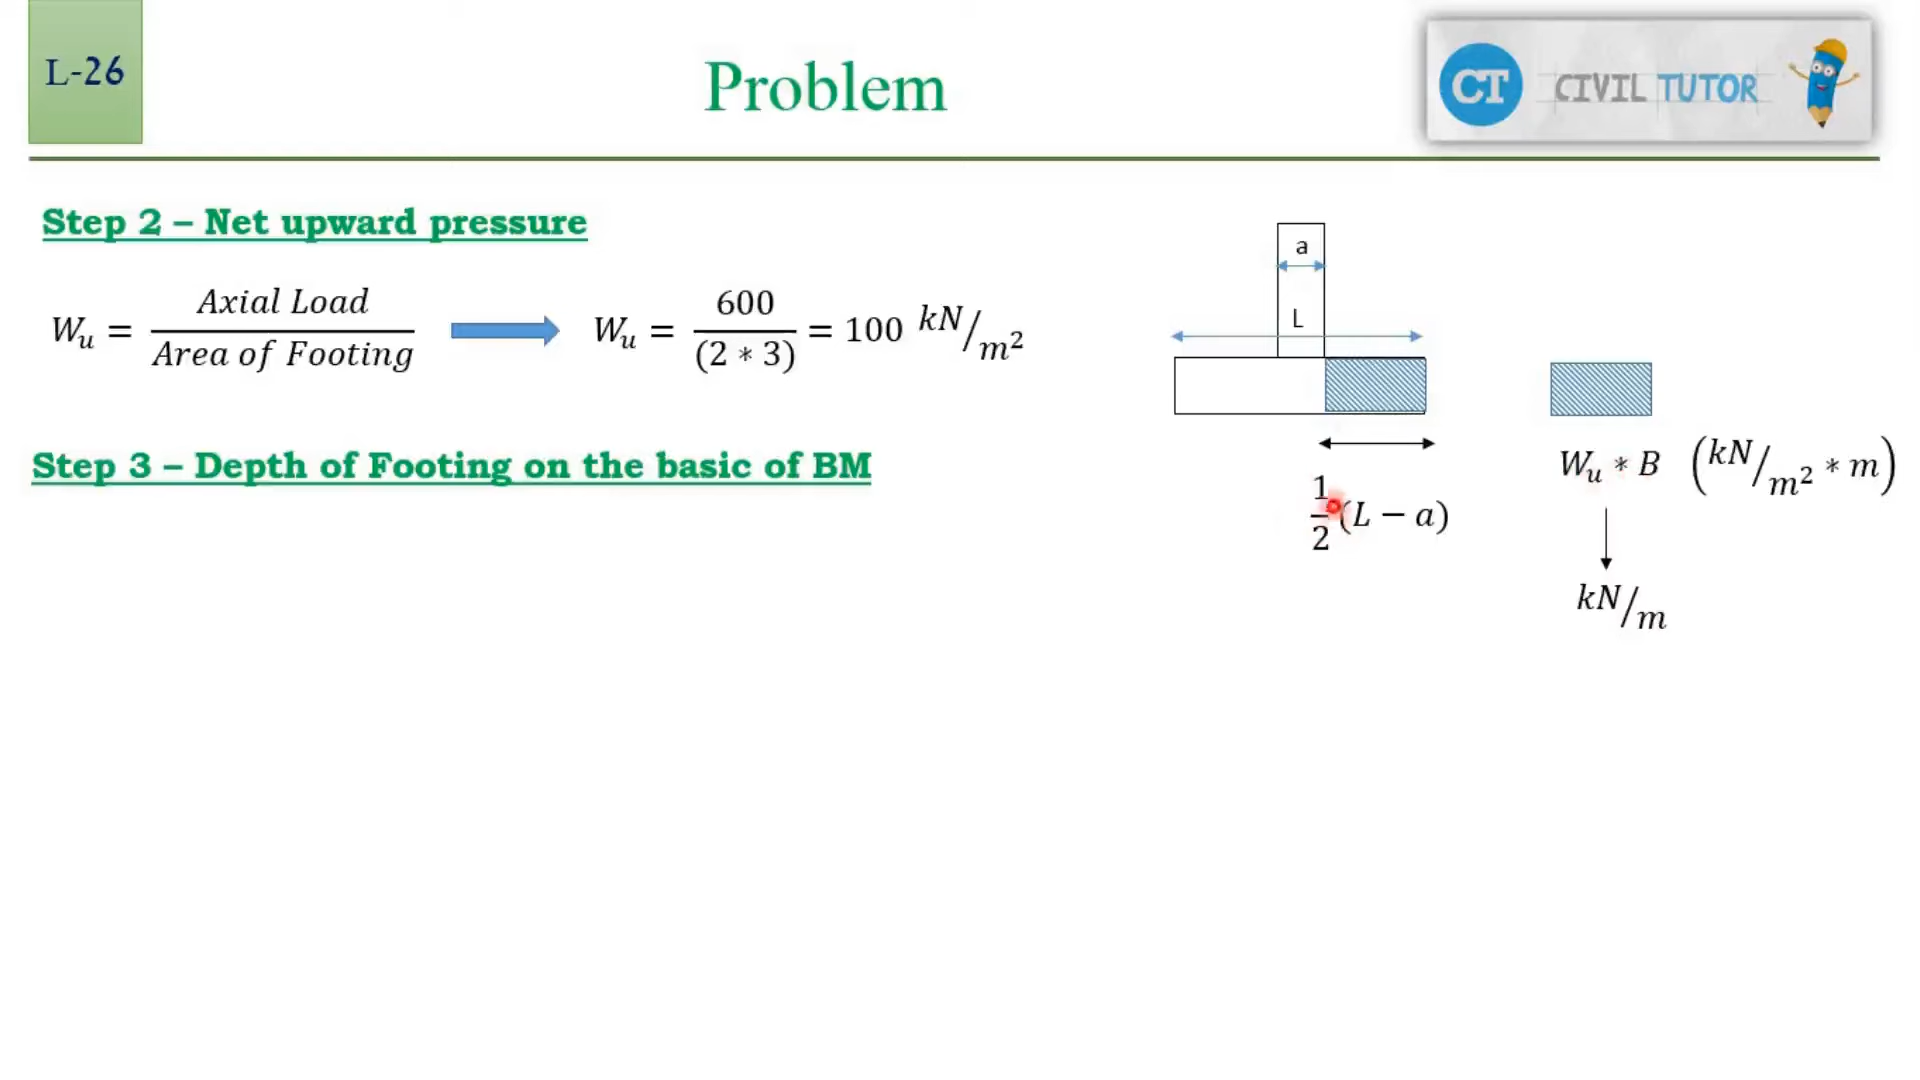 L-26
Problem
CT CIVIL TUTOR
Step 2 – Net upward pressure
W_u = Axial Load / Area of Footing
W_u = 600 / (2 * 3) = 100 kN/m²
a
L
Step 3 – Depth of Footing on the basic of BM
1/2 (L − a)
W_u * B (kN/m² * m)
kN/m